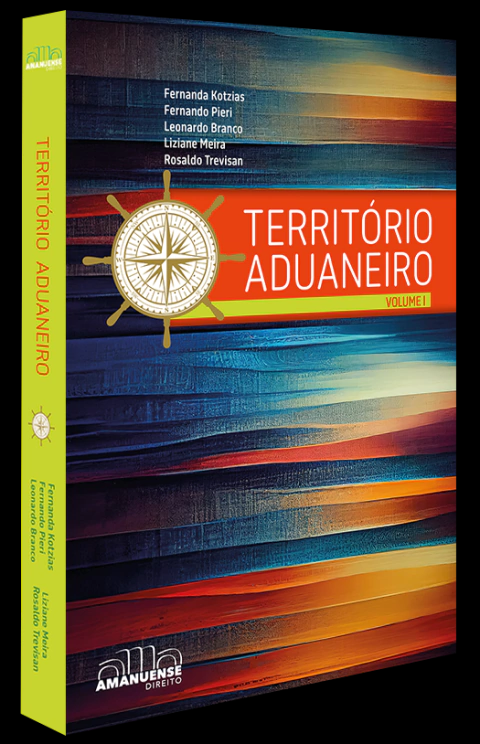 AMANUENSE
DIREITO
TERRITÓRIO ADUANEIRO
Fernanda Kotzias
Fernando Pieri
Leonardo Branco
Liziane Meira
Rosaldo Trevisan
Fernanda Kotzias
Fernando Pieri
Leonardo Branco
Liziane Meira
Rosaldo Trevisan
TERRITÓRIO
ADUANEIRO
VOLUME I
AMANUENSE
DIREITO